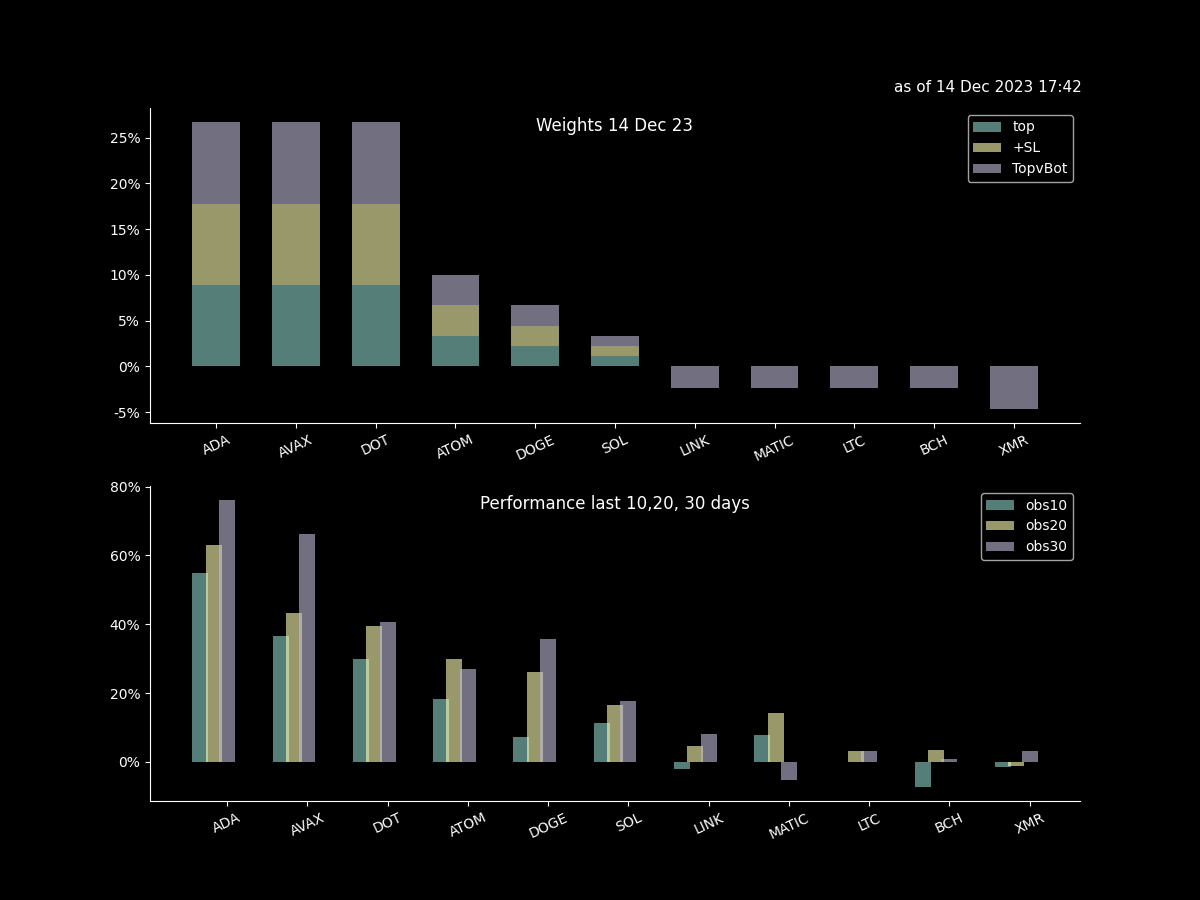 as of 14 Dec 2023 17:42
Weights 14 Dec 23
top
+SL
TopvBot
25%
20%
15%
10%
5%
0%
-5%
ADA AVAX DOT ATOM DOGE SOL LINK MATIC LTC BCH XMR
Performance last 10,20, 30 days
obs10
obs20
obs30
80%
60%
40%
20%
0%
ADA AVAX DOT ATOM DOGE SOL LINK MATIC LTC BCH XMR